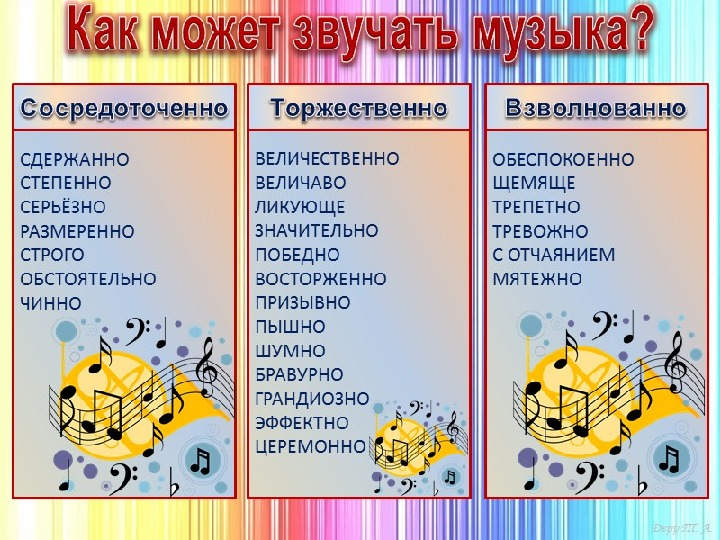 Как может звучать музыка?
Сосредоточенно
СДЕРЖАННО
СТЕПЕННО
СЕРЬЁЗНО
РАЗМЕРЕННО
СТРОГО
ОБСТОЯТЕЛЬНО
ЧИННО
Торжественно
ВЕЛИЧЕСТВЕННО
ВЕЛИЧАВО
ЛИКУЮЩЕ
ЗНАЧИТЕЛЬНО
ПОБЕДНО
ВОСТОРЖЕННО
ПРИЗЫВНО
ПЫШНО
ШУМНО
БРАВУРНО
ГРАНДИОЗНО
ЭФФЕКТНО
ЦЕРЕМОННО
Взволнованно
ОБЕСПОКОЕННО
ЩЕМЯЩЕ
ТРЕПЕТНО
ТРЕВОЖНО
С ОТЧАЯНИЕМ
МЯТЕЖНО